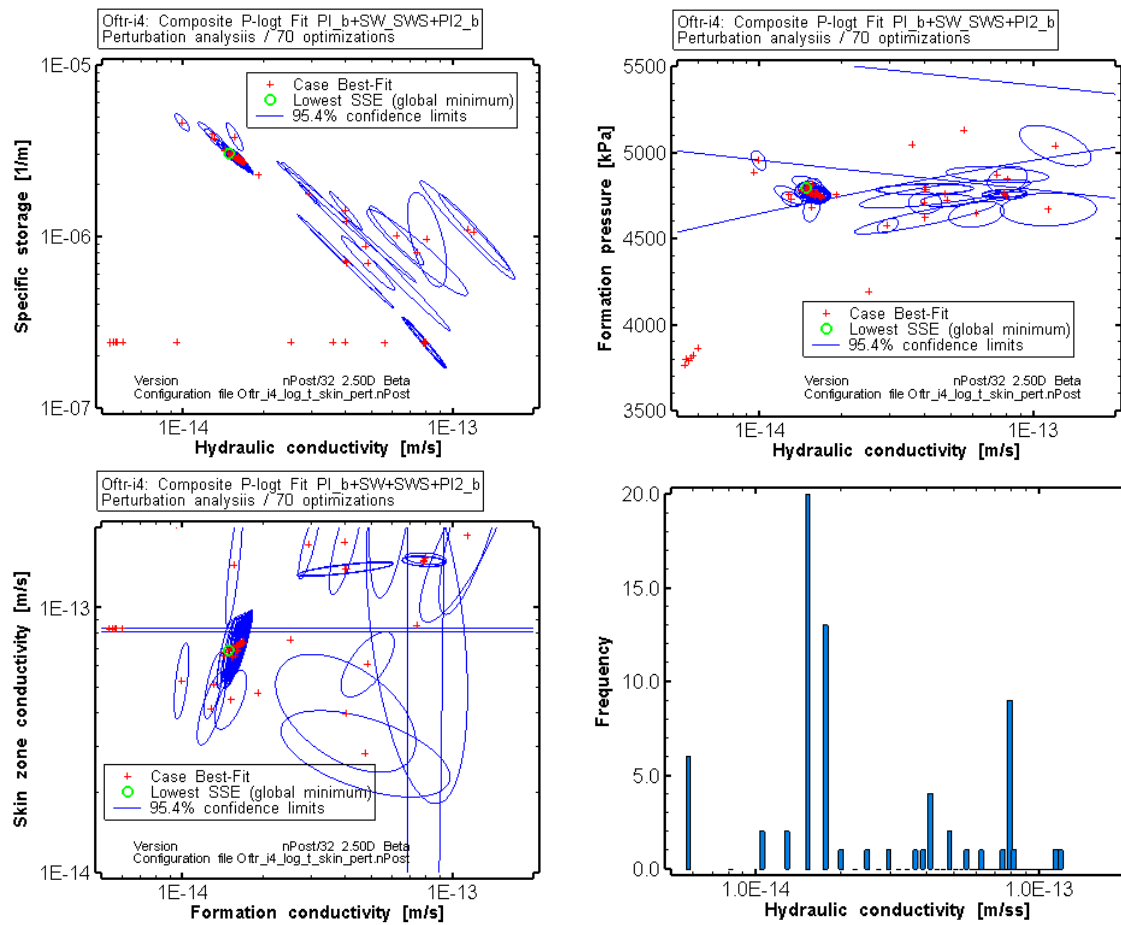 Oftr-i4: Composite P-logt_Fit PI_b+SW_SWS+PI2_b
Perturbation analysiis / 70 optimizations
1E-05
1E-06
1E-07
Specific storage [1/m]
Case Best-Fit
Lowest SSE (global minimum)
95.4% confidence limits
Version nPost/32 2.50D Beta
Configuration file Oftr_i4_log_t_skin_pert.nPost
1E-14 1E-13
Hydraulic conductivity [m/s]
Oftr-i4: Composite P-logt_Fit PI_b+SW_SWS+PI2_b
Perturbation analysiis / 70 optimizations
5500
5000
4500
4000
3500
Formation pressure [kPa]
Case Best-Fit
Lowest SSE (global minimum)
95.4% confidence limits
Version nPost/32 2.50D Beta
Configuration file Oftr_i4_log_t_skin_pert.nPost
1E-14 1E-13
Hydraulic conductivity [m/s]
Oftr-i4: Composite P-logt_Fit PI_b+SW+SWS+PI2_b
Perturbation analysiis / 70 optimizations
1E-13
1E-14
Skin zone conductivity [m/s]
Case Best-Fit
Lowest SSE (global minimum)
95.4% confidence limits
Version nPost/32 2.50D Beta
Configuration file Oftr_i4_log_t_skin_pert.nPost
1E-14 1E-13
Formation conductivity [m/s]
20.0
15.0
10.0
5.0
0.0
Frequency
1.0E-14 1.0E-13
Hydraulic conductivity [m/ss]